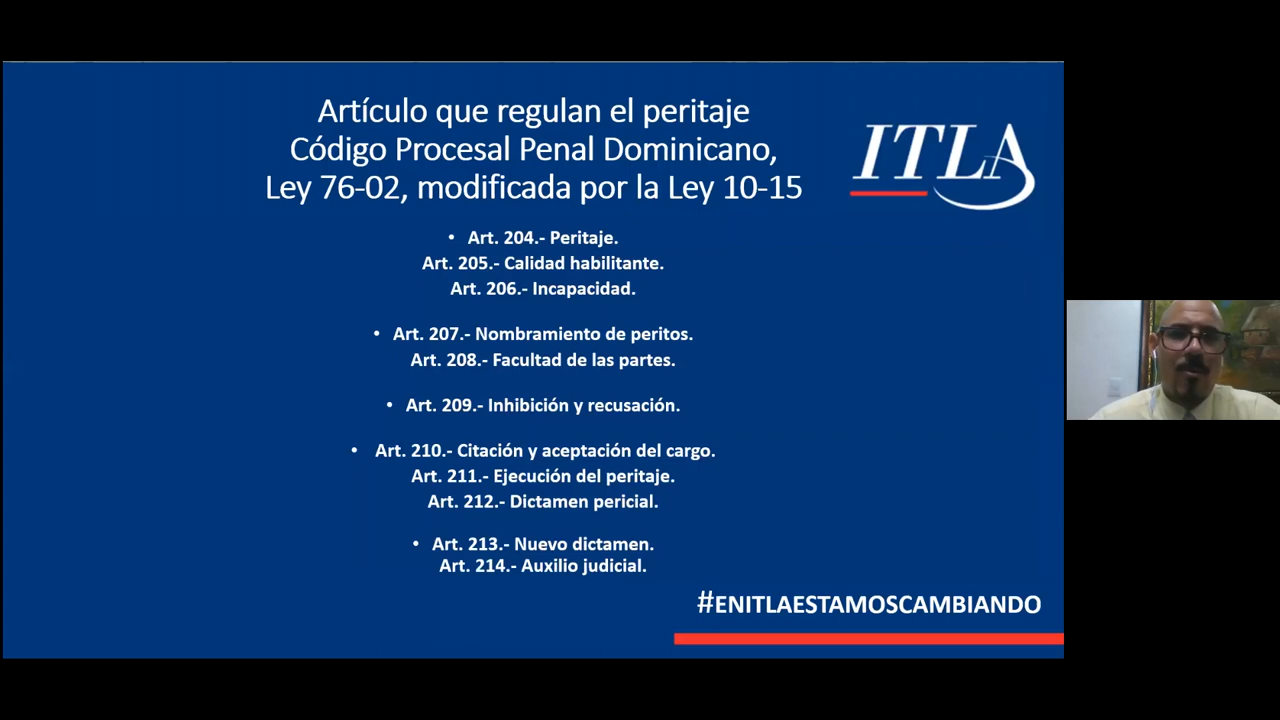 Artículo que regulan el peritaje
Código Procesal Penal Dominicano,
Ley 76-02, modificada por la Ley 10-15
ITLA
• Art. 204.- Peritaje.
Art. 205.- Calidad habilitante.
Art. 206.- Incapacidad.
• Art. 207.- Nombramiento de peritos.
Art. 208.- Facultad de las partes.
• Art. 209.- Inhibición y recusación.
• Art. 210.- Citación y aceptación del cargo.
Art. 211.- Ejecución del peritaje.
Art. 212.- Dictamen pericial.
• Art. 213.- Nuevo dictamen.
Art. 214.- Auxilio judicial.
#ENITLAESTAMOSCAMBIANDO